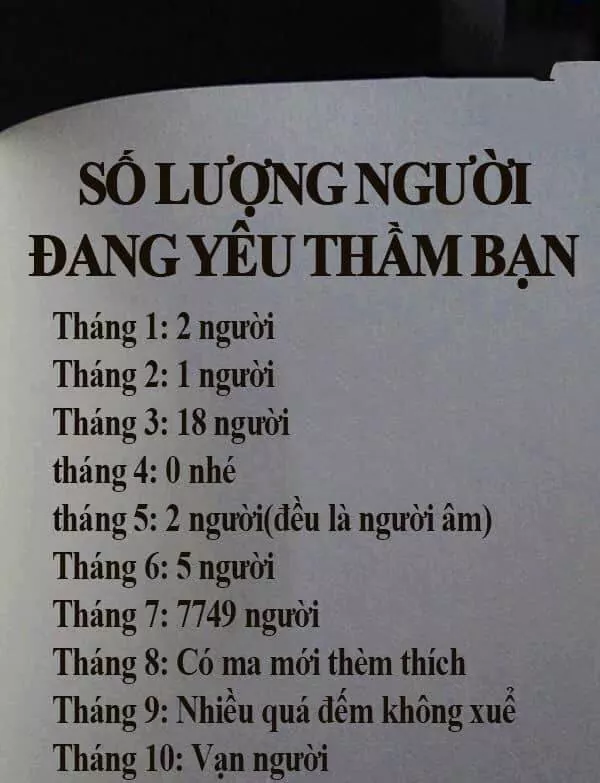 SỐ LƯỢNG NGƯỜI
ĐANG YÊU THẦM BẠN
Tháng 1: 2 người
Tháng 2: 1 người
Tháng 3: 18 người
tháng 4: 0 nhé
tháng 5: 2 người(đều là người âm)
Tháng 6: 5 người
Tháng 7: 7749 người
Tháng 8: Có ma mới thèm thích
Tháng 9: Nhiều quá đếm không xuể
Tháng 10: Vạn người